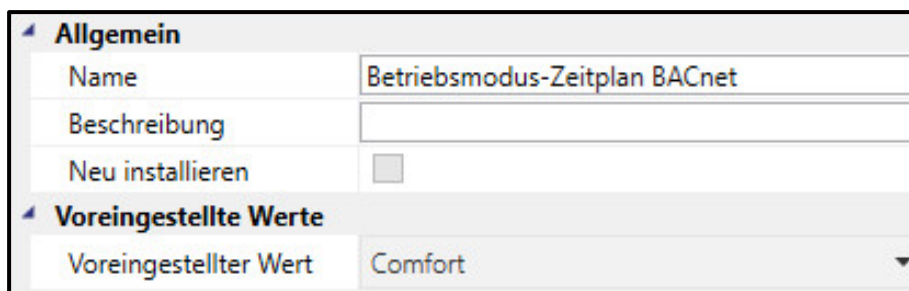 Allgemein
Name Betriebsmodus-Zeitplan BACnet
Beschreibung
Neu installieren
Voreingestellte Werte
Voreingestellter Wert Comfort